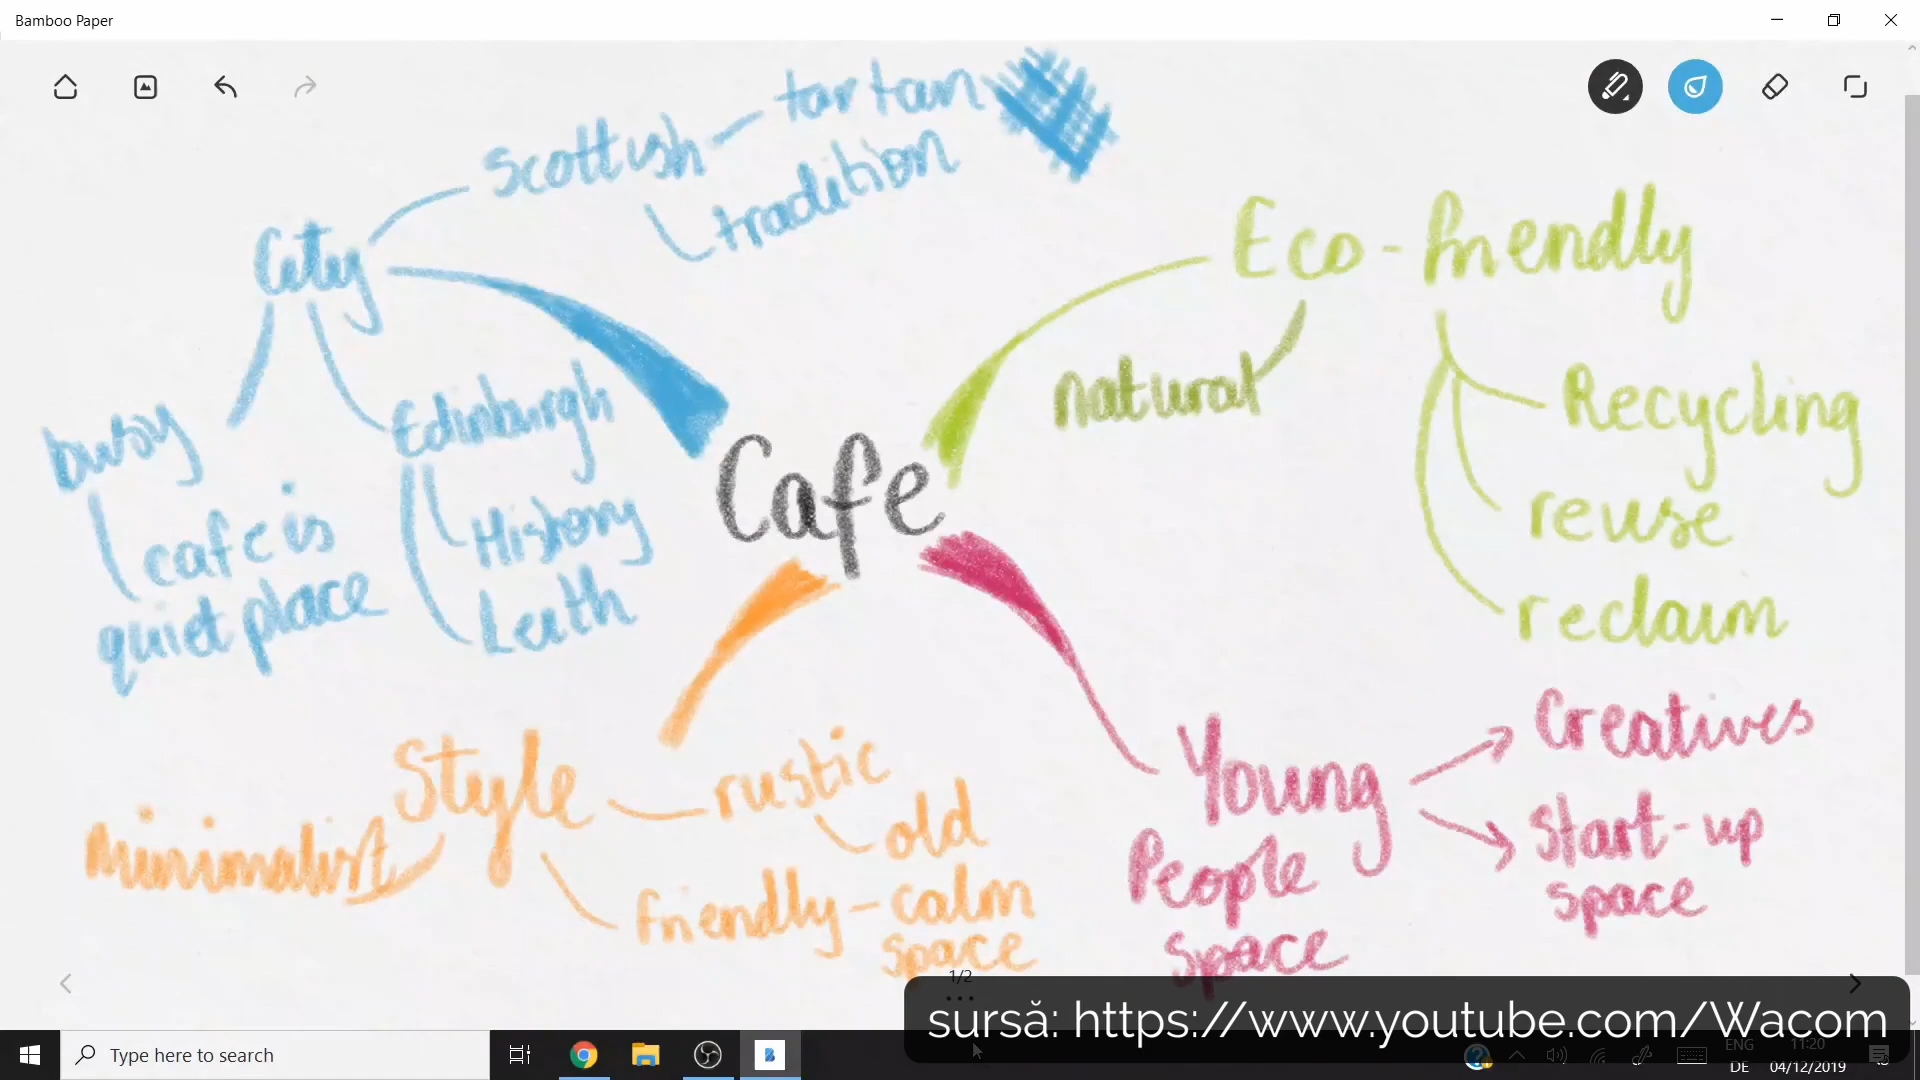 Bamboo Paper
Scottish - tartan
tradition
City
Eco-friendly
natural
Recycling
reuse
reclaim
busy
cafe is
quiet place
Edinburgh
History
Leith
Cafe
Style
rustic
old
Minimalist
friendly - calm
space
Young
People
Space
Creatives
Start-up
space
1/2
sursă: https://www.youtube.com/Wacom
Type here to search
ENG
DE
11:20
04/12/2019